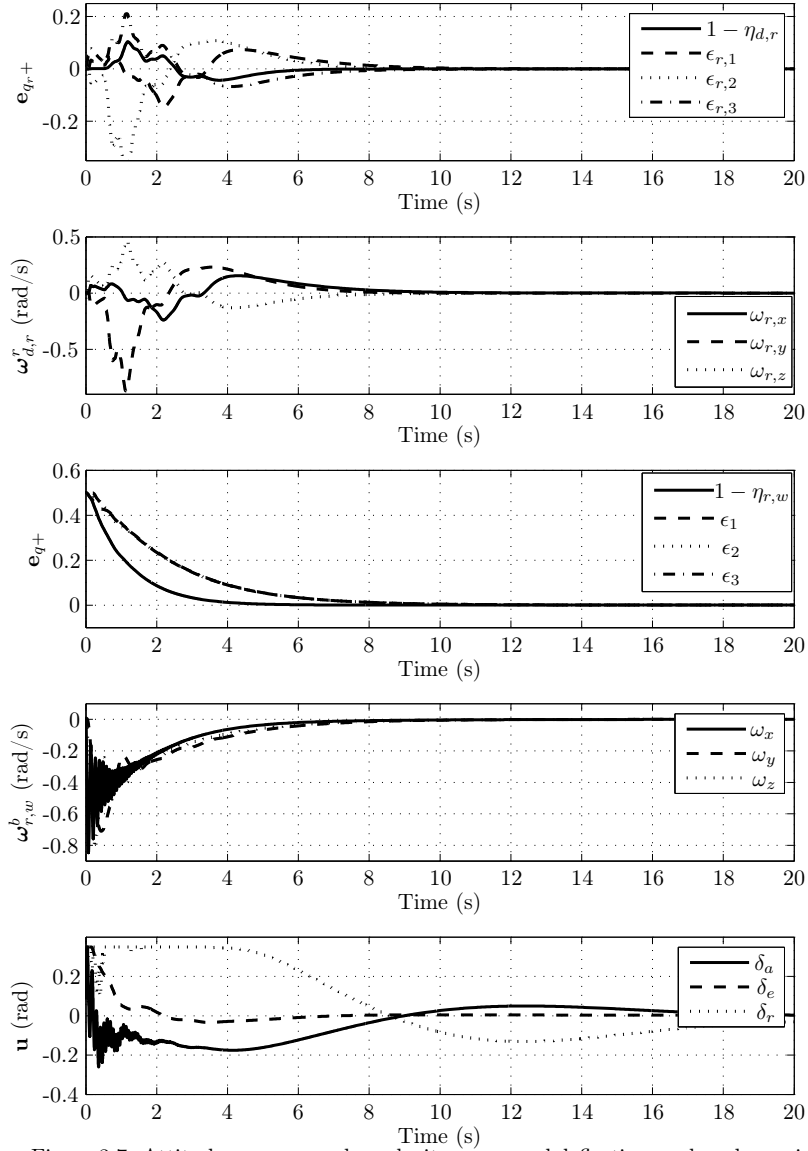 0.2
0
-0.2
e_{q_r+}
1 − η_{d,r}
ϵ_{r,1}
ϵ_{r,2}
ϵ_{r,3}
0 2 4 6 8 10 12 14 16 18 20
Time (s)
0.5
0
-0.5
ω^r_{d,r} (rad/s)
ω_{r,x}
ω_{r,y}
ω_{r,z}
0 2 4 6 8 10 12 14 16 18 20
Time (s)
0.6
0.4
0.2
0
e_{q+}
1 − η_{r,w}
ϵ_1
ϵ_2
ϵ_3
0 2 4 6 8 10 12 14 16 18 20
Time (s)
0
-0.2
-0.4
-0.6
-0.8
ω^b_{r,w} (rad/s)
ω_x
ω_y
ω_z
0 2 4 6 8 10 12 14 16 18 20
Time (s)
0.2
0
-0.2
-0.4
u (rad)
δ_a
δ_e
δ_r
0 2 4 6 8 10 12 14 16 18 20
Time (s)